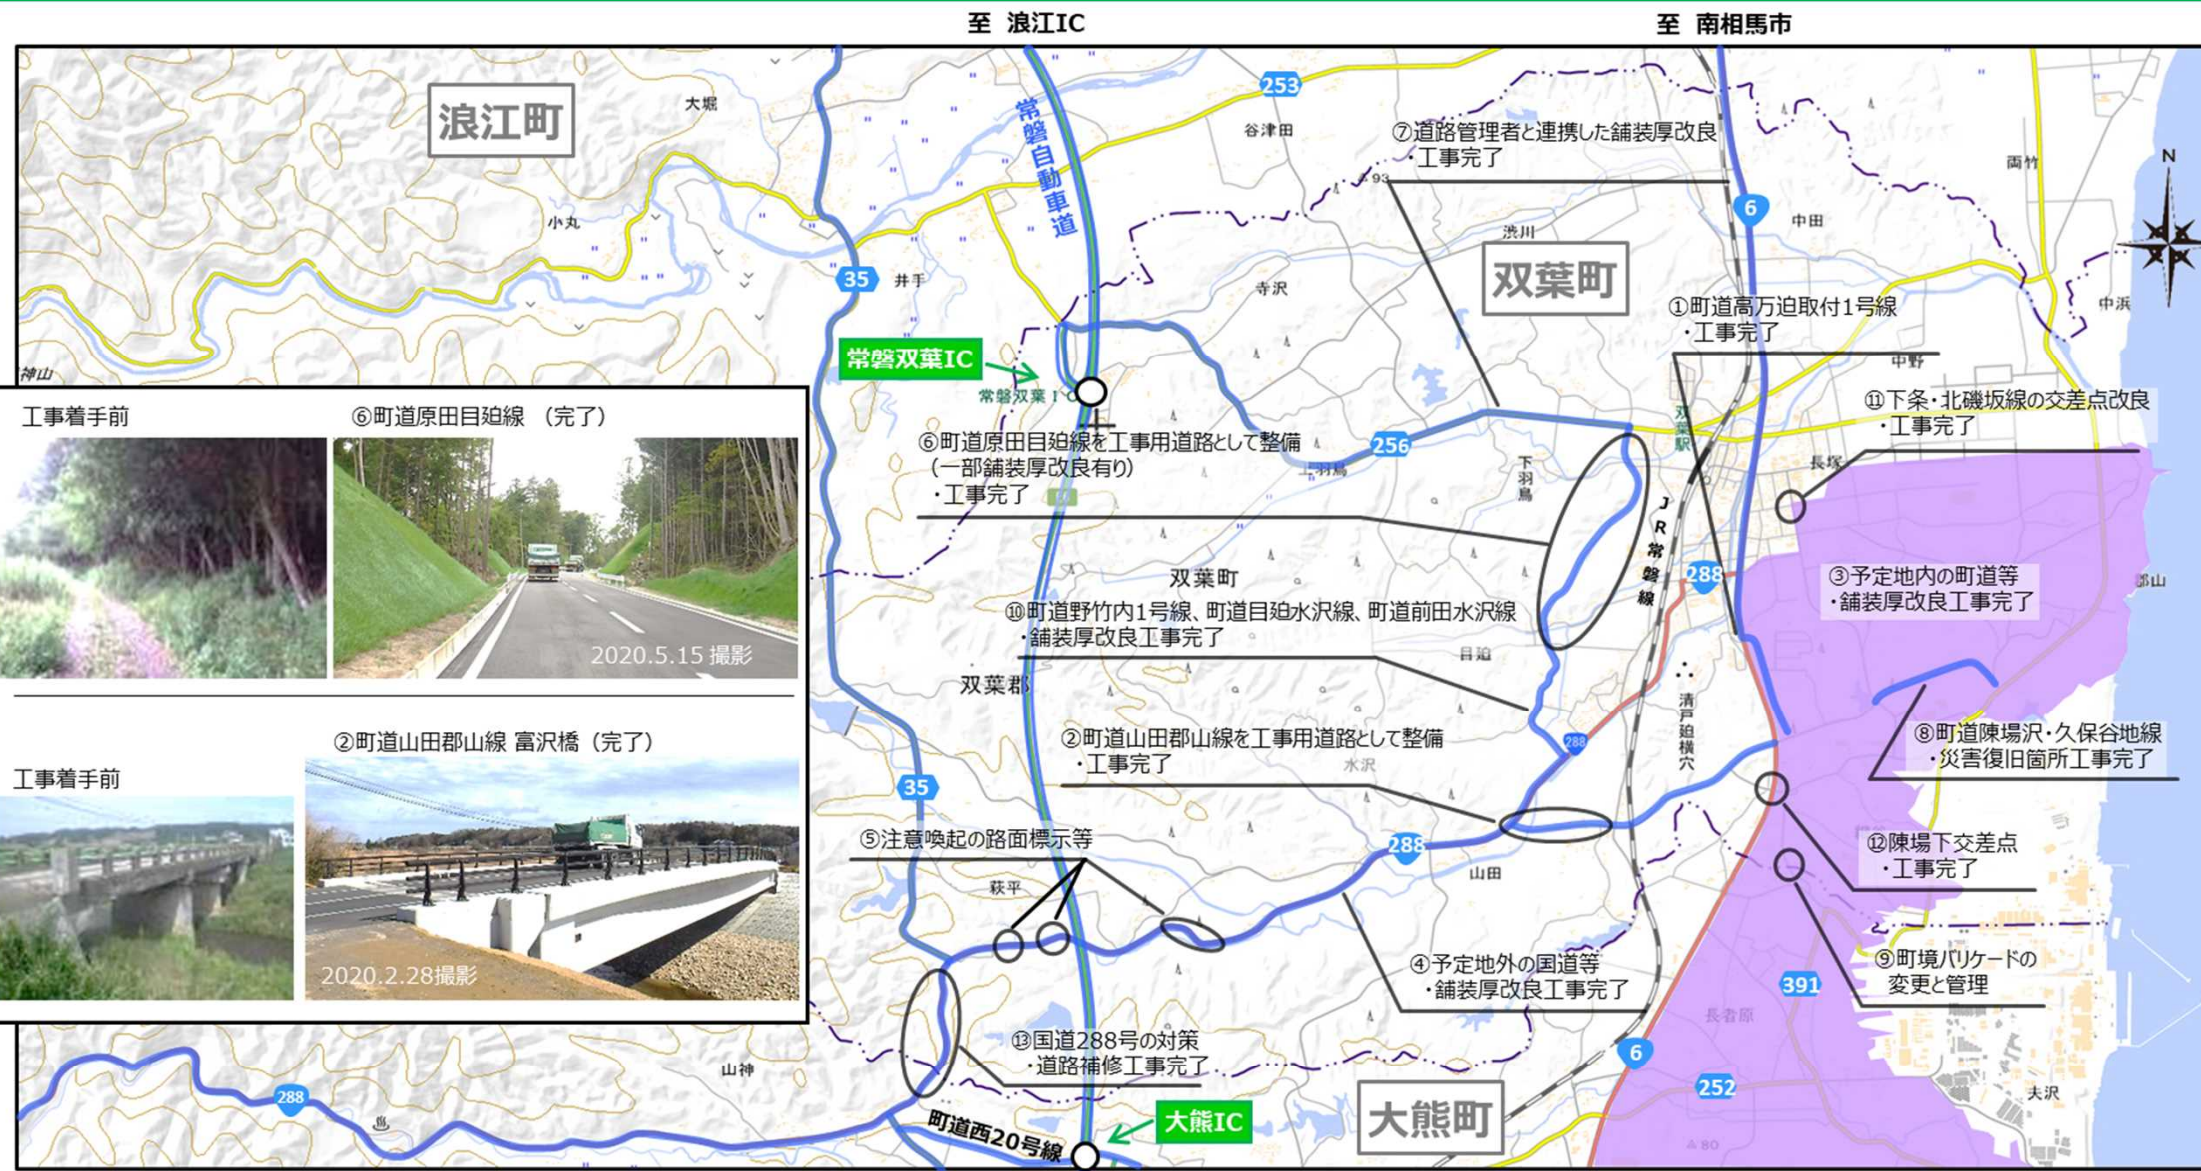 至 浪江IC
至 南相馬市
浪江町
大堀
常磐自動車道
253
谷津田
⑦道路管理者と連携した舗装厚改良
・工事完了
93
両竹
N
小丸
6
中田
渋川
双葉町
35
井手
寺沢
①町道高万迫取付1号線
・工事完了
中浜
常磐双葉IC
中野
神山
常磐双葉IC
⑪下条・北磯坂線の交差点改良
・工事完了
双葉駅
⑥町道原田目廹線を工事用道路として整備
(一部舗装厚改良有り)
・工事完了
256
上羽鳥
下羽鳥
長塚
JR常磐線
工事着手前
⑥町道原田目廹線 (完了)
2020.5.15 撮影
双葉町
288
③予定地内の町道等
・舗装厚改良工事完了
郡山
⑩町道野竹内1号線、町道目廹水沢線、町道前田水沢線
・舗装厚改良工事完了
目迫
双葉郡
清戸廹横穴
②町道山田郡山線を工事用道路として整備
・工事完了
水沢
288
⑧町道陳場沢・久保谷地線
・災害復旧箇所工事完了
②町道山田郡山線 富沢橋 (完了)
工事着手前
2020.2.28撮影
35
⑤注意喚起の路面標示等
288
山田
⑫陳場下交差点
・工事完了
萩平
④予定地外の国道等
・舗装厚改良工事完了
⑨町境バリケードの
変更と管理
391
長者原
⑬国道288号の対策
・道路補修工事完了
6
山神
288
252
夫沢
町道西20号線
大熊IC
大熊町
80